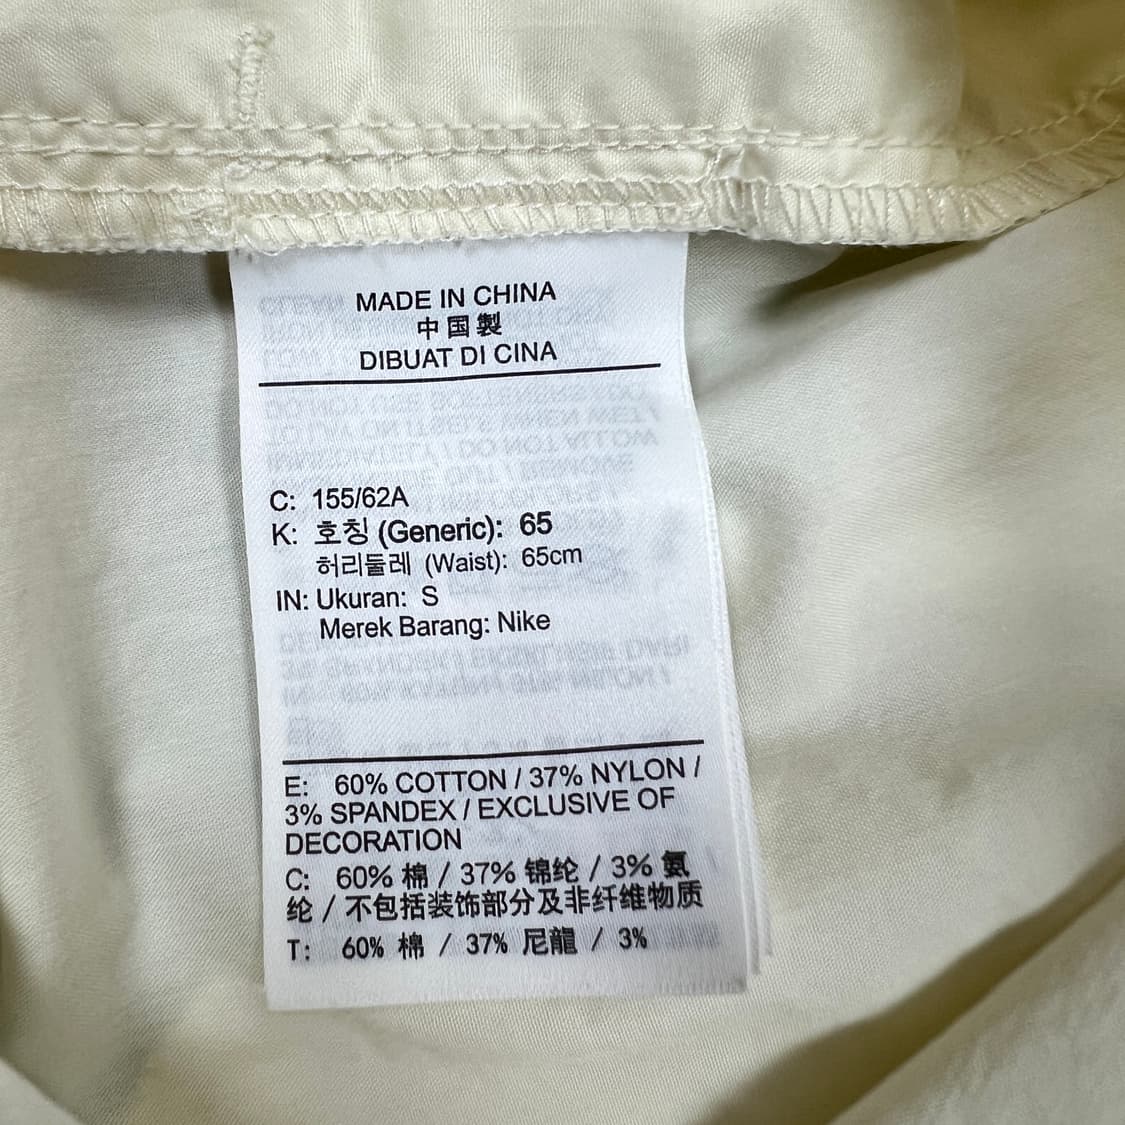 MADE IN CHINA
中国製
DIBUAT DI CINA
C: 155/62A
K: 호칭 (Generic): 65
허리둘레 (Waist): 65cm
IN: Ukuran: S
Merek Barang: Nike
E: 60% COTTON / 37% NYLON /
3% SPANDEX / EXCLUSIVE OF
DECORATION
C: 60% 棉 / 37% 锦纶 / 3% 氨
纶 / 不包括装饰部分及非纤维物质
T: 60% 棉 / 37% 尼龍 / 3%